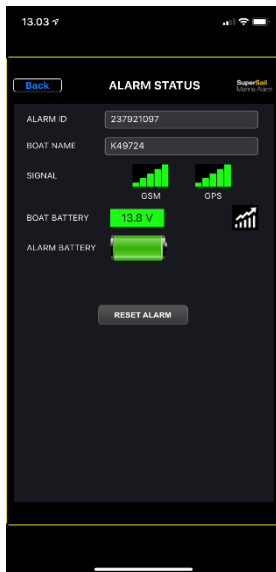 13.03
Back
ALARM STATUS
SuperSail
Marine Alarm
ALARM ID
237921097
BOAT NAME
K49724
SIGNAL
GSM
GPS
BOAT BATTERY
13.8 V
ALARM BATTERY
RESET ALARM